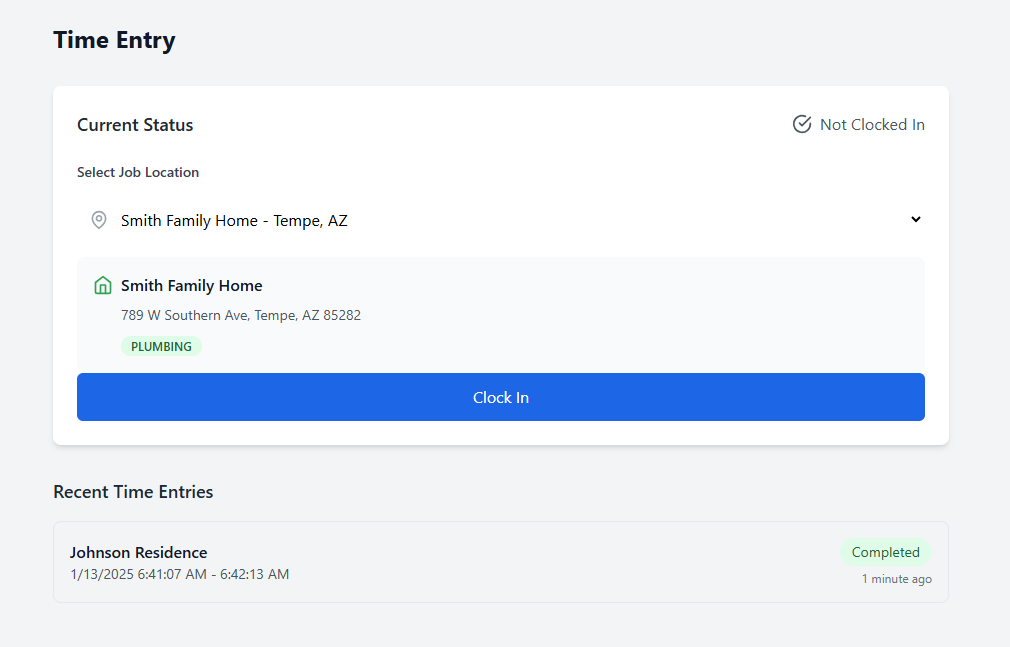 Time Entry
Current Status
Not Clocked In
Select Job Location
Smith Family Home - Tempe, AZ
Smith Family Home
789 W Southern Ave, Tempe, AZ 85282
PLUMBING
Clock In
Recent Time Entries
Johnson Residence
Completed
1/13/2025 6:41:07 AM - 6:42:13 AM
1 minute ago